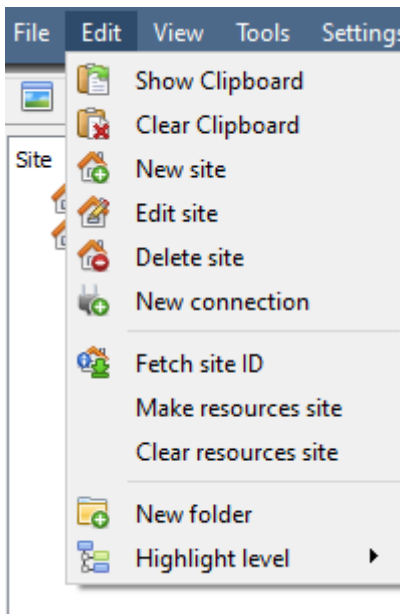 File Edit View Tools Settings
Show Clipboard
Clear Clipboard
Site
New site
Edit site
Delete site
New connection
Fetch site ID
Make resources site
Clear resources site
New folder
Highlight level